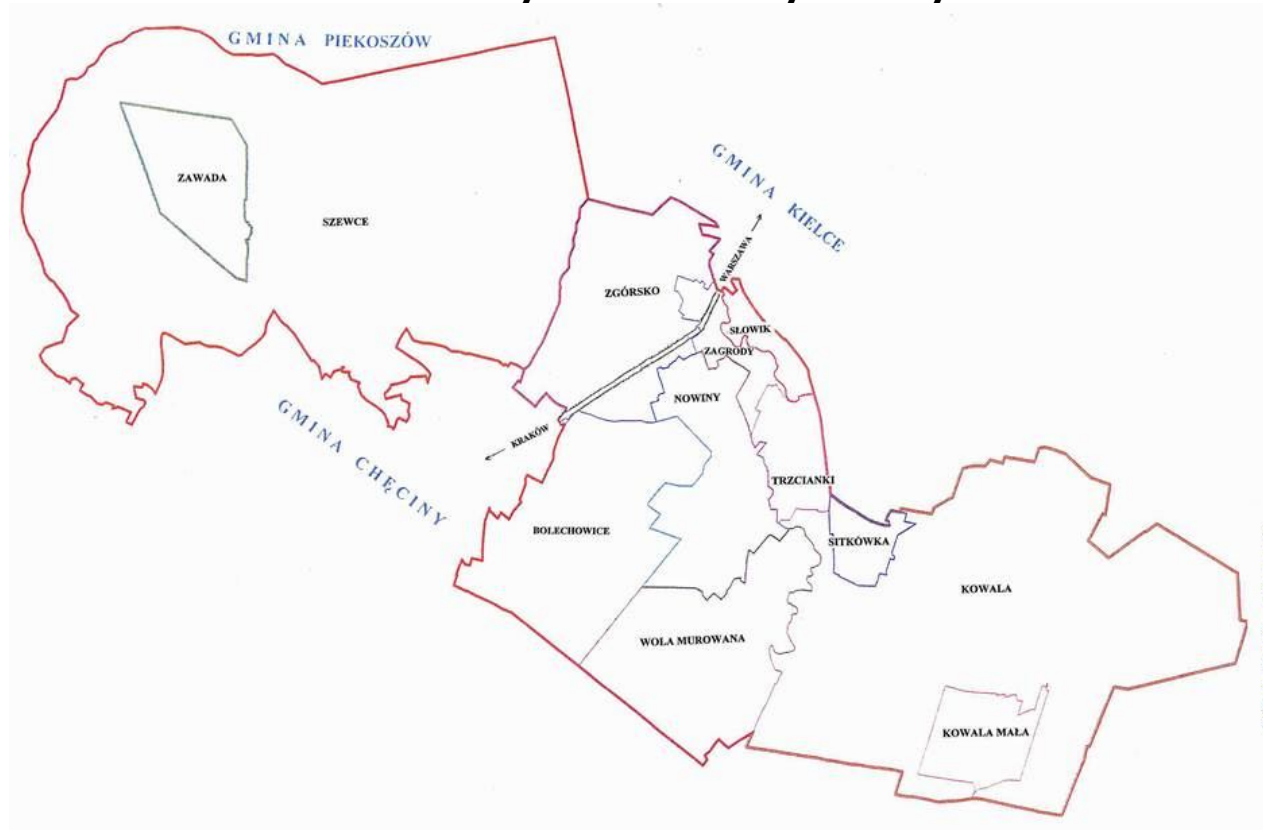 GMINA PIEKOSZÓW
GMINA KIELCE
ZAWADA
SZEWCE
WARSZAWA
ZGÓRSKO
SŁOWIK
ZAGRODY
NOWINY
GMINA CHĘCINY
KRAKÓW
TRZCIANKI
BOLECHOWICE
SITKÓWKA
KOWALA
WOLA MUROWANA
KOWALA MAŁA